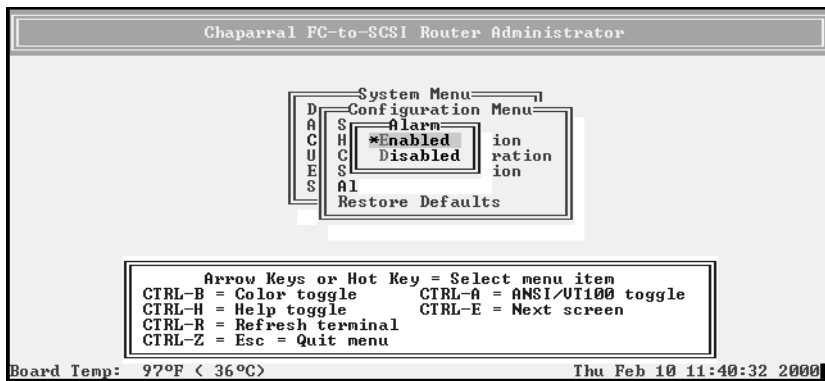 Chaparral FC-to-SCSI Router Administrator
System Menu
D Configuration Menu
A S Alarm
C H *Enabled ion
U C Disabled ration
E S ion
S Al
Restore Defaults
Arrow Keys or Hot Key = Select menu item
CTRL-B = Color toggle CTRL-A = ANSI/VT100 toggle
CTRL-H = Help toggle CTRL-E = Next screen
CTRL-R = Refresh terminal
CTRL-Z = Esc = Quit menu
Board Temp: 97ºF ( 36ºC) Thu Feb 10 11:40:32 2000